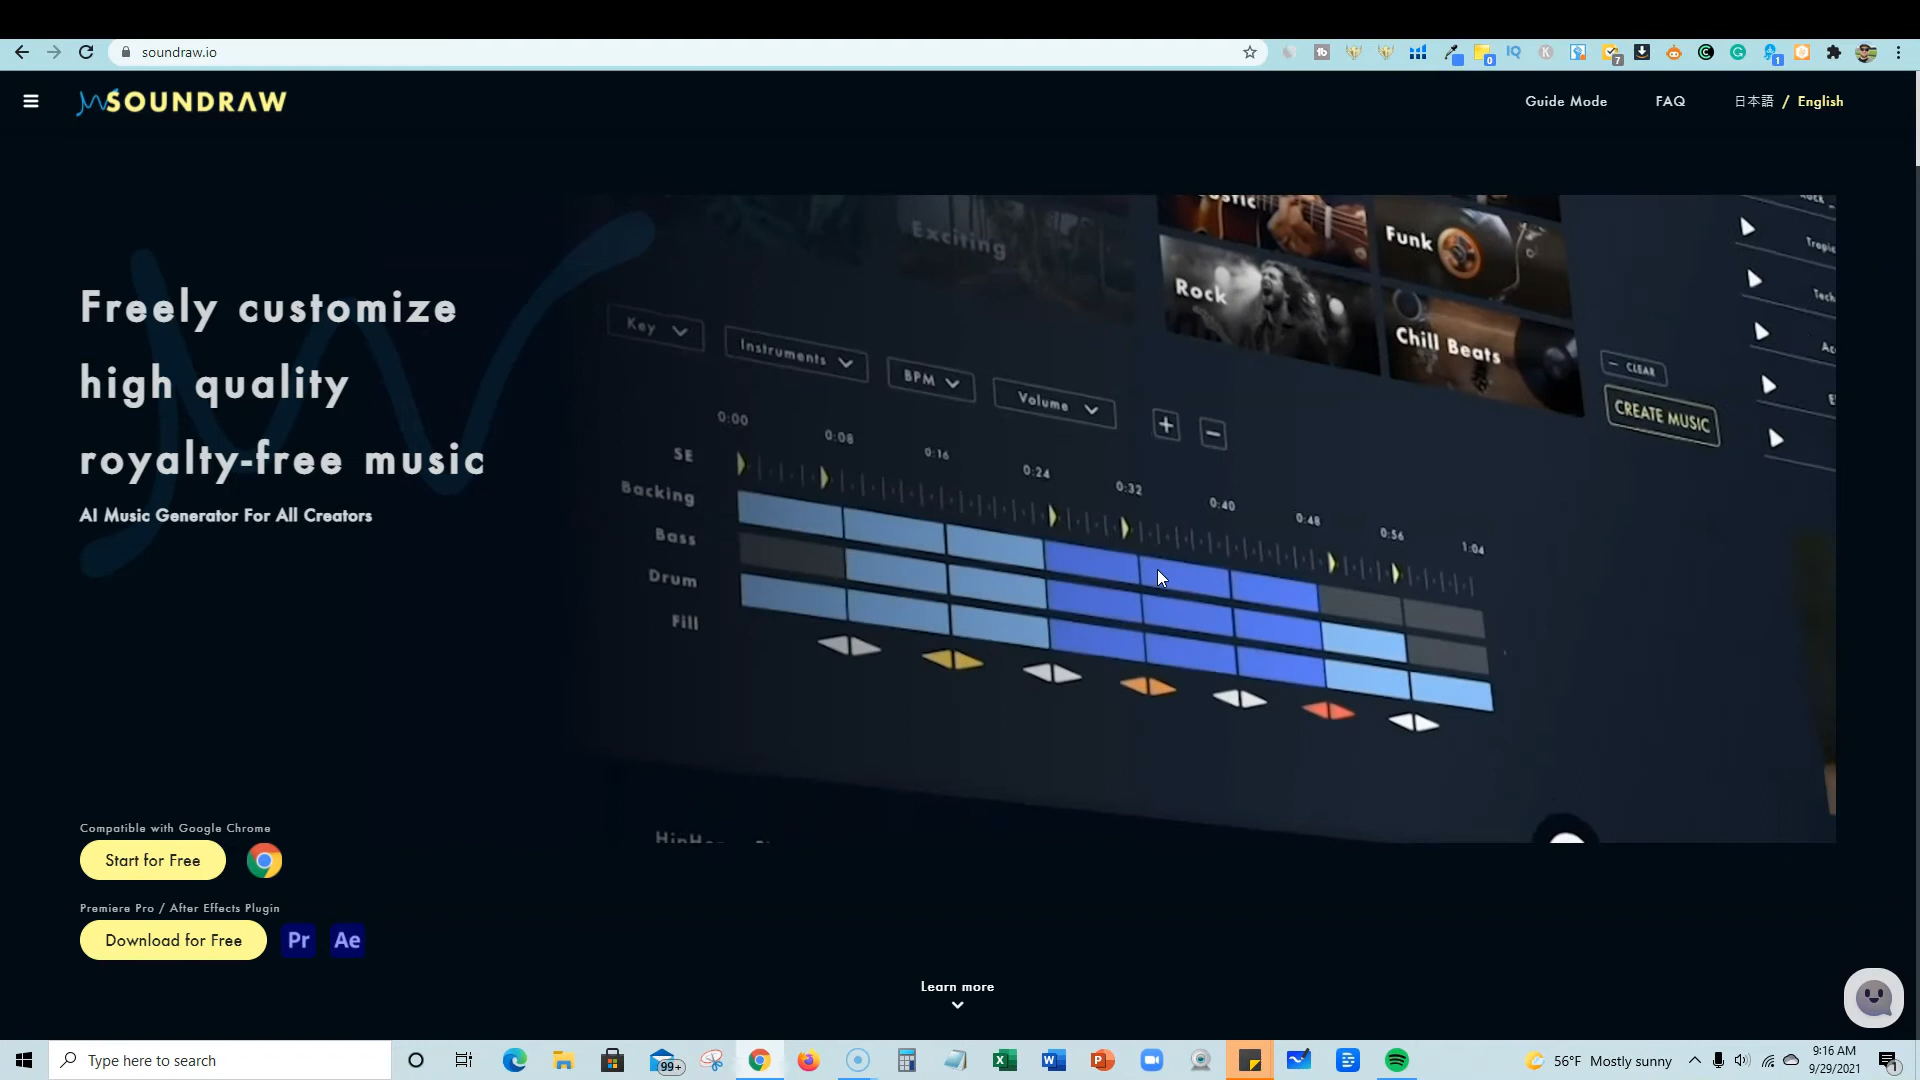 soundraw.io
0
7
1
SOUNDRAW
Guide Mode
FAQ
日本語 / English
Freely customize
high quality
royalty-free music
AI Music Generator For All Creators
Exciting
Funk
Rock
Chill Beats
Key
Instruments
BPM
Volume
+
−
− CLEAR
CREATE MUSIC
0:00
0:08
0:16
0:24
0:32
0:40
0:48
0:56
1:04
SE
Backing
Bass
Drum
Fill
Compatible with Google Chrome
Start for Free
Premiere Pro / After Effects Plugin
Download for Free
Pr
Ae
Learn more
Type here to search
99+
56°F Mostly sunny
9:16 AM
9/29/2021
1